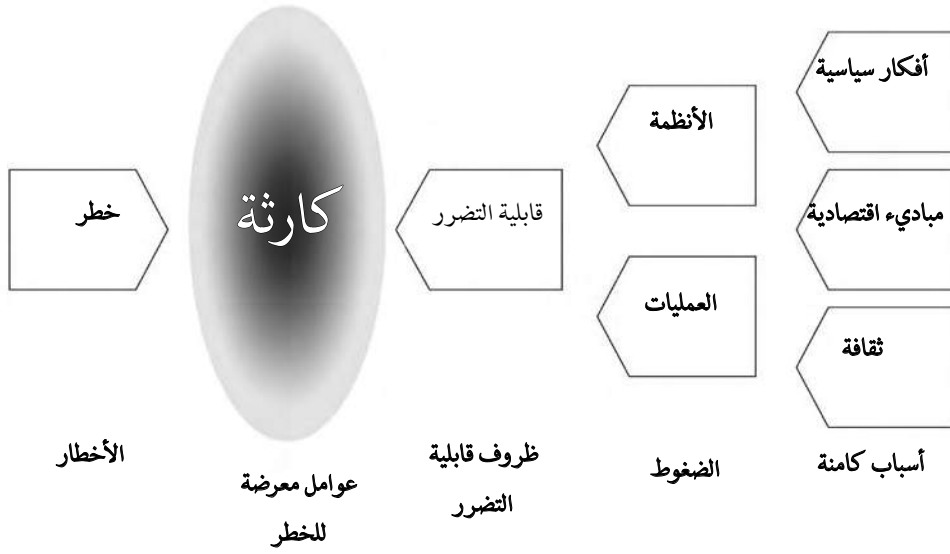 أفكار سياسية
مباديء اقتصادية
ثقافة
أسباب كامنة
الأنظمة
العمليات
الضغوط
قابلية التضرر
ظروف قابلية
التضرر
كارثة
عوامل معرضة
للخطر
خطر
الأخطار